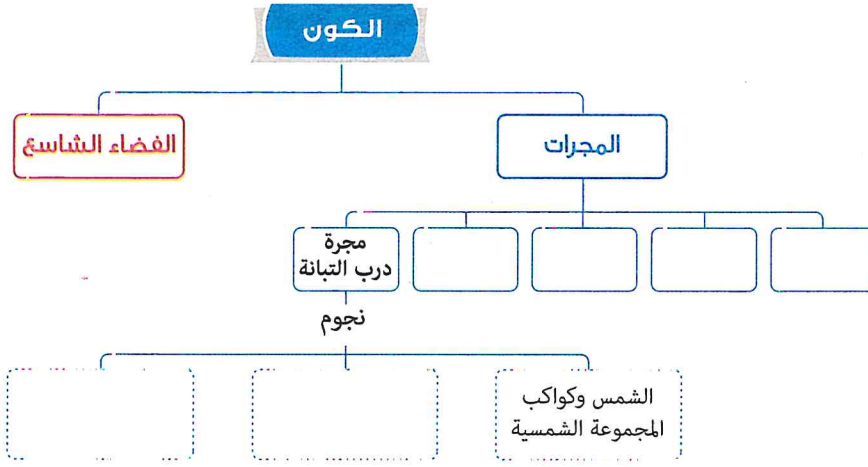 الكون
المجرات
الفضاء الشاسع
مجرة
درب التبانة
نجوم
الشمس وكواكب
المجموعة الشمسية